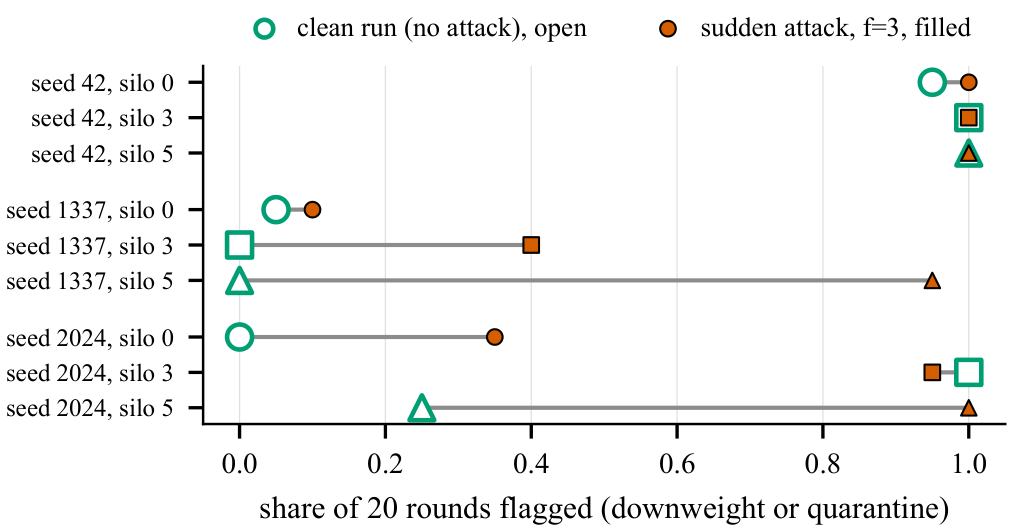 clean run (no attack), open sudden attack, f=3, filled
seed 42, silo 0
seed 42, silo 3
seed 42, silo 5
seed 1337, silo 0
seed 1337, silo 3
seed 1337, silo 5
seed 2024, silo 0
seed 2024, silo 3
seed 2024, silo 5
0.0 0.2 0.4 0.6 0.8 1.0
share of 20 rounds flagged (downweight or quarantine)